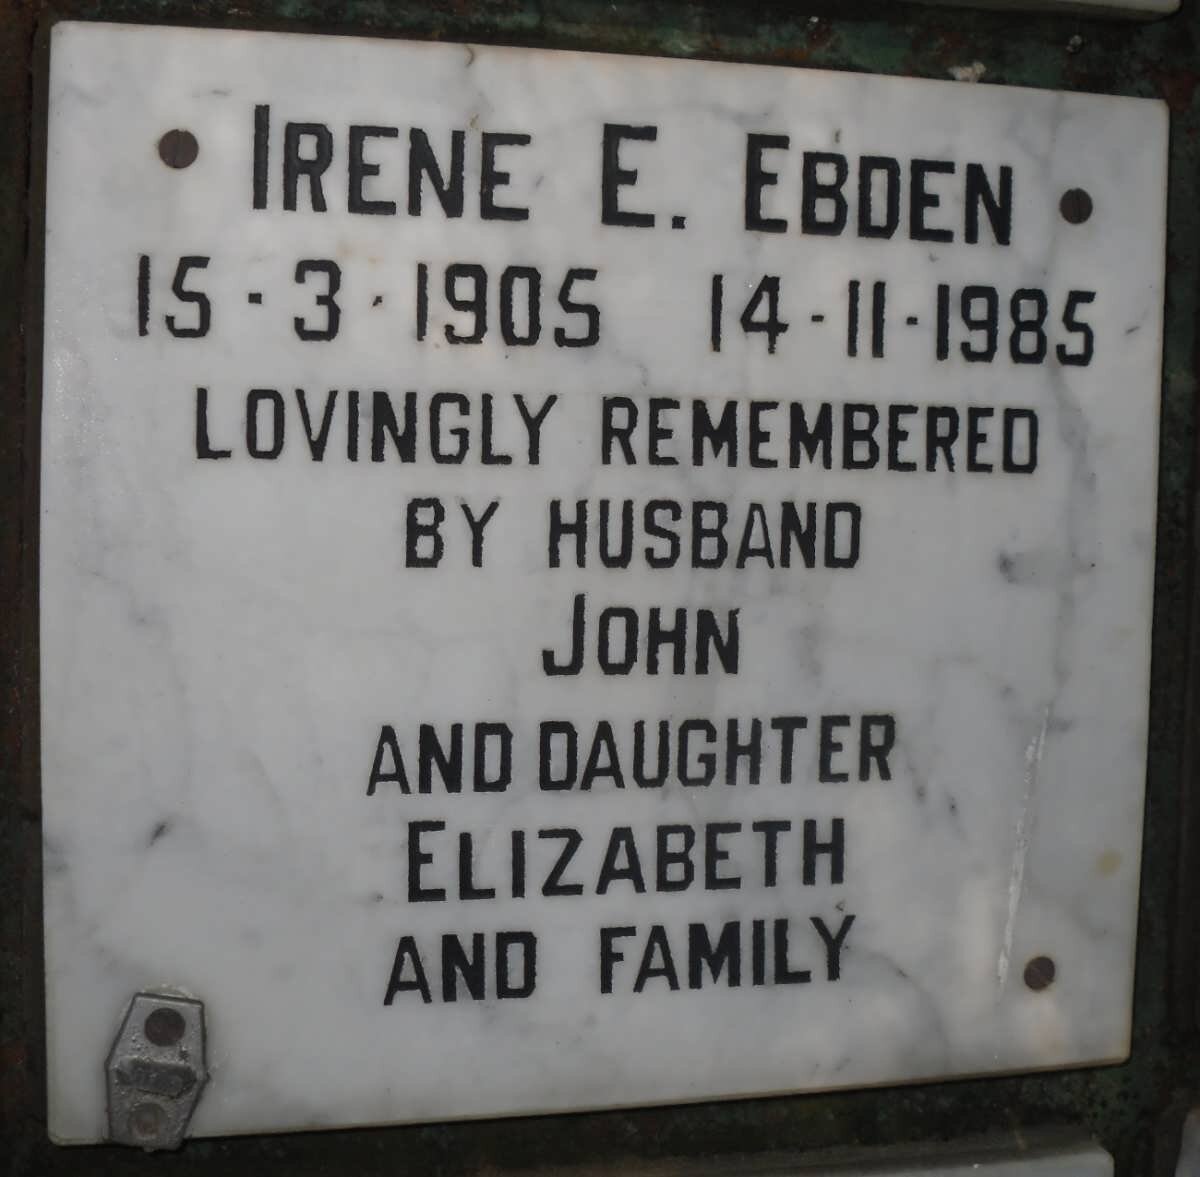 IRENE E. EBDEN
15-3-1905 14-11-1985
LOVINGLY REMEMBERED
BY HUSBAND
JOHN
AND DAUGHTER
ELIZABETH
AND FAMILY